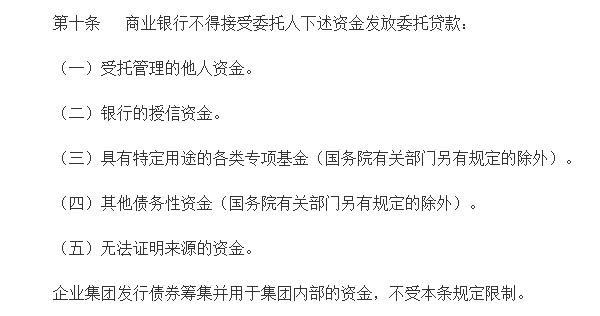 第十条　商业银行不得接受委托人下述资金发放委托贷款：
（一）受托管理的他人资金。
（二）银行的授信资金。
（三）具有特定用途的各类专项基金（国务院有关部门另有规定的除外）。
（四）其他债务性资金（国务院有关部门另有规定的除外）。
（五）无法证明来源的资金。
企业集团发行债券筹集并用于集团内部的资金，不受本条规定限制。